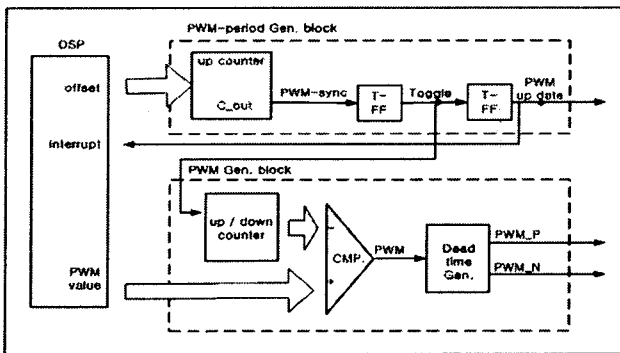 PWM-period Gen. block
DSP
up counter
offset
C_out
PWM-sync
T-
FF
Toggle
T-
FF
PWM
up date
interrupt
PWM Gen. block
up / down
counter
-
+
CMP.
PWM
Dead
time
Gen.
PWM_P
PWM_N
PWM
value